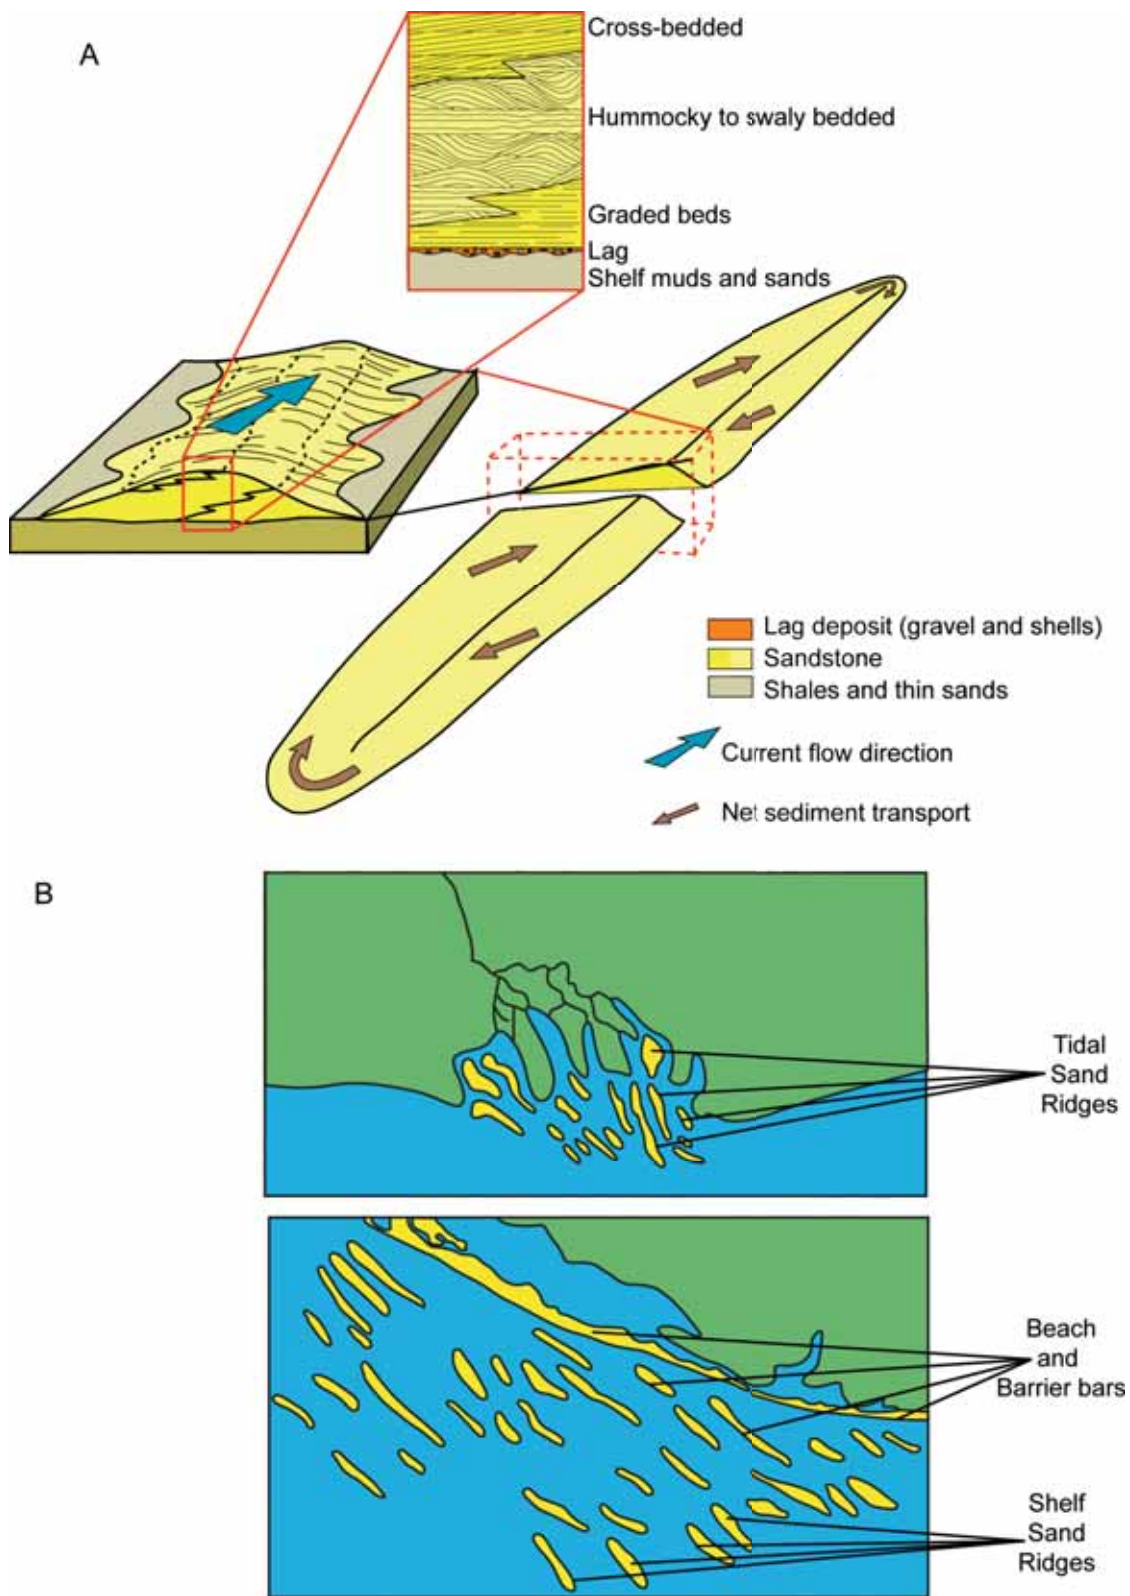 A
Cross-bedded
Hummocky to swaly bedded
Graded beds
Lag
Shelf muds and sands
Lag deposit (gravel and shells)
Sandstone
Shales and thin sands
Current flow direction
Net sediment transport
B
Tidal
Sand
Ridges
Beach
and
Barrier bars
Shelf
Sand
Ridges